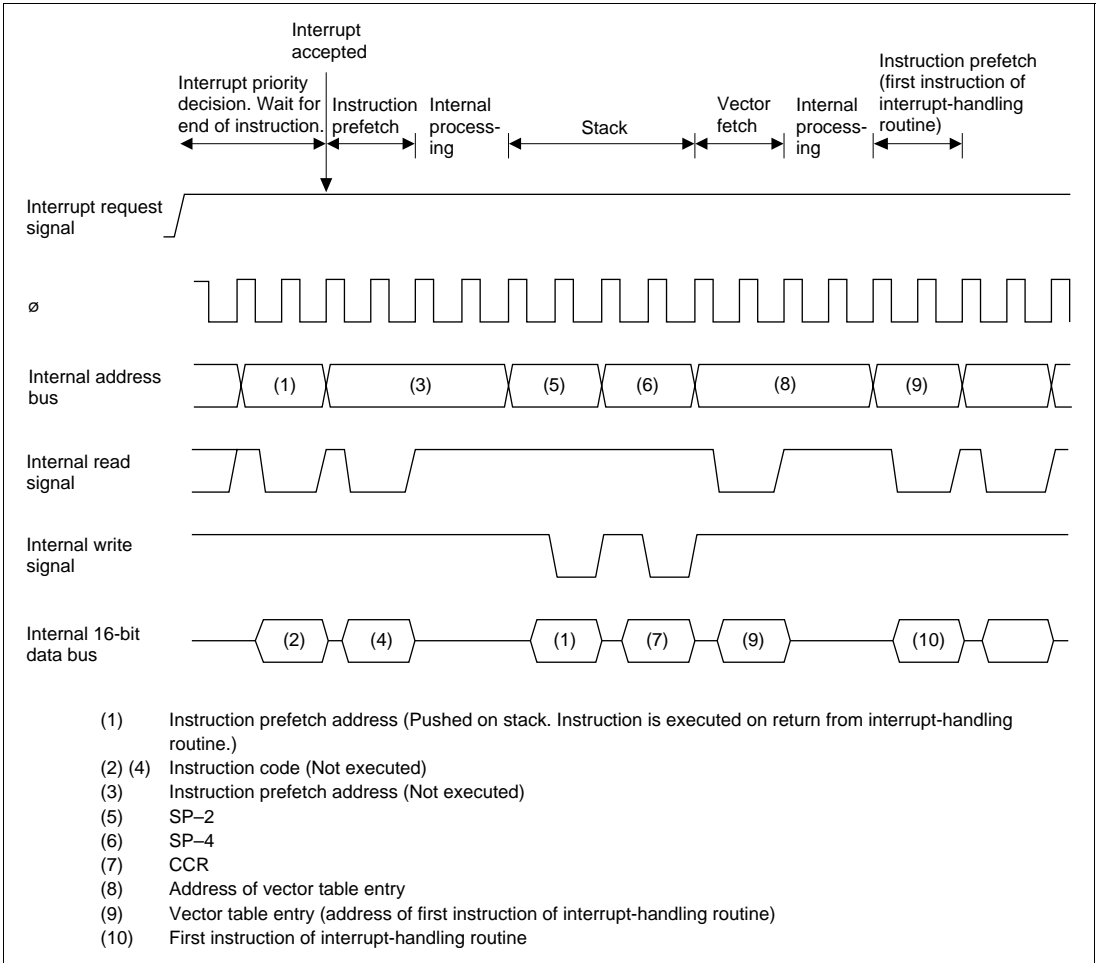 Interrupt
accepted
Interrupt priority
decision. Wait for
end of instruction.
Instruction
prefetch
Internal
process-
ing
Stack
Vector
fetch
Internal
process-
ing
Instruction prefetch
(first instruction of
interrupt-handling
routine)
Interrupt request
signal
ø
Internal address
bus
(1)
(3)
(5)
(6)
(8)
(9)
Internal read
signal
Internal write
signal
Internal 16-bit
data bus
(2)
(4)
(1)
(7)
(9)
(10)
(1) Instruction prefetch address (Pushed on stack. Instruction is executed on return from interrupt-handling
routine.)
(2) (4) Instruction code (Not executed)
(3) Instruction prefetch address (Not executed)
(5) SP–2
(6) SP–4
(7) CCR
(8) Address of vector table entry
(9) Vector table entry (address of first instruction of interrupt-handling routine)
(10) First instruction of interrupt-handling routine